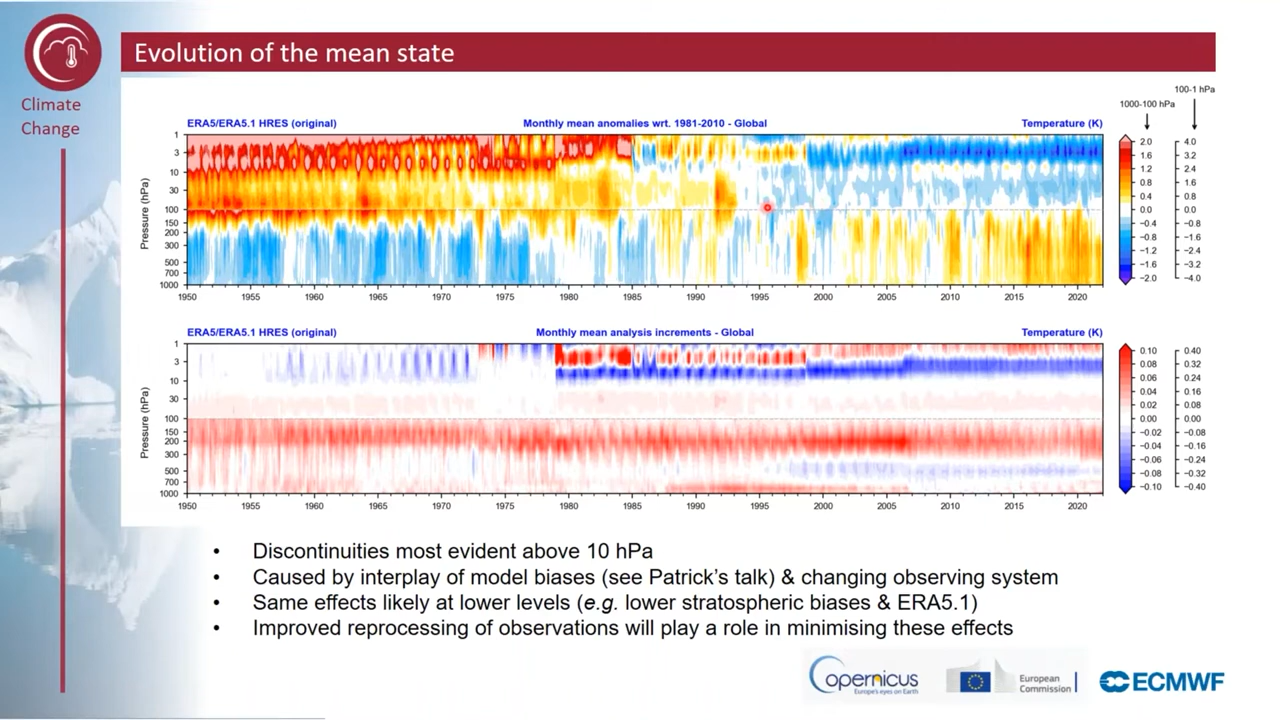 Evolution of the mean state
Climate
Change
100-1 hPa
1000-100 hPa
ERA5/ERA5.1 HRES (original) Monthly mean anomalies wrt. 1981-2010 - Global Temperature (K)
Pressure (hPa)
1
3
10
30
100
150
200
300
500
700
1000
1950 1955 1960 1965 1970 1975 1980 1985 1990 1995 2000 2005 2010 2015 2020
2.0 4.0
1.6 3.2
1.2 2.4
0.8 1.6
0.4 0.8
0.0 0.0
−0.4 −0.8
−0.8 −1.6
−1.2 −2.4
−1.6 −3.2
−2.0 −4.0
ERA5/ERA5.1 HRES (original) Monthly mean analysis increments - Global Temperature (K)
Pressure (hPa)
1
3
10
30
100
150
200
300
500
700
1000
1950 1955 1960 1965 1970 1975 1980 1985 1990 1995 2000 2005 2010 2015 2020
0.10 0.40
0.08 0.32
0.06 0.24
0.04 0.16
0.02 0.08
0.00 0.00
−0.02 −0.08
−0.04 −0.16
−0.06 −0.24
−0.08 −0.32
−0.10 −0.40
• Discontinuities most evident above 10 hPa
• Caused by interplay of model biases (see Patrick’s talk) & changing observing system
• Same effects likely at lower levels (e.g. lower stratospheric biases & ERA5.1)
• Improved reprocessing of observations will play a role in minimising these effects
Copernicus
Europe's eyes on Earth
European
Commission
ECMWF